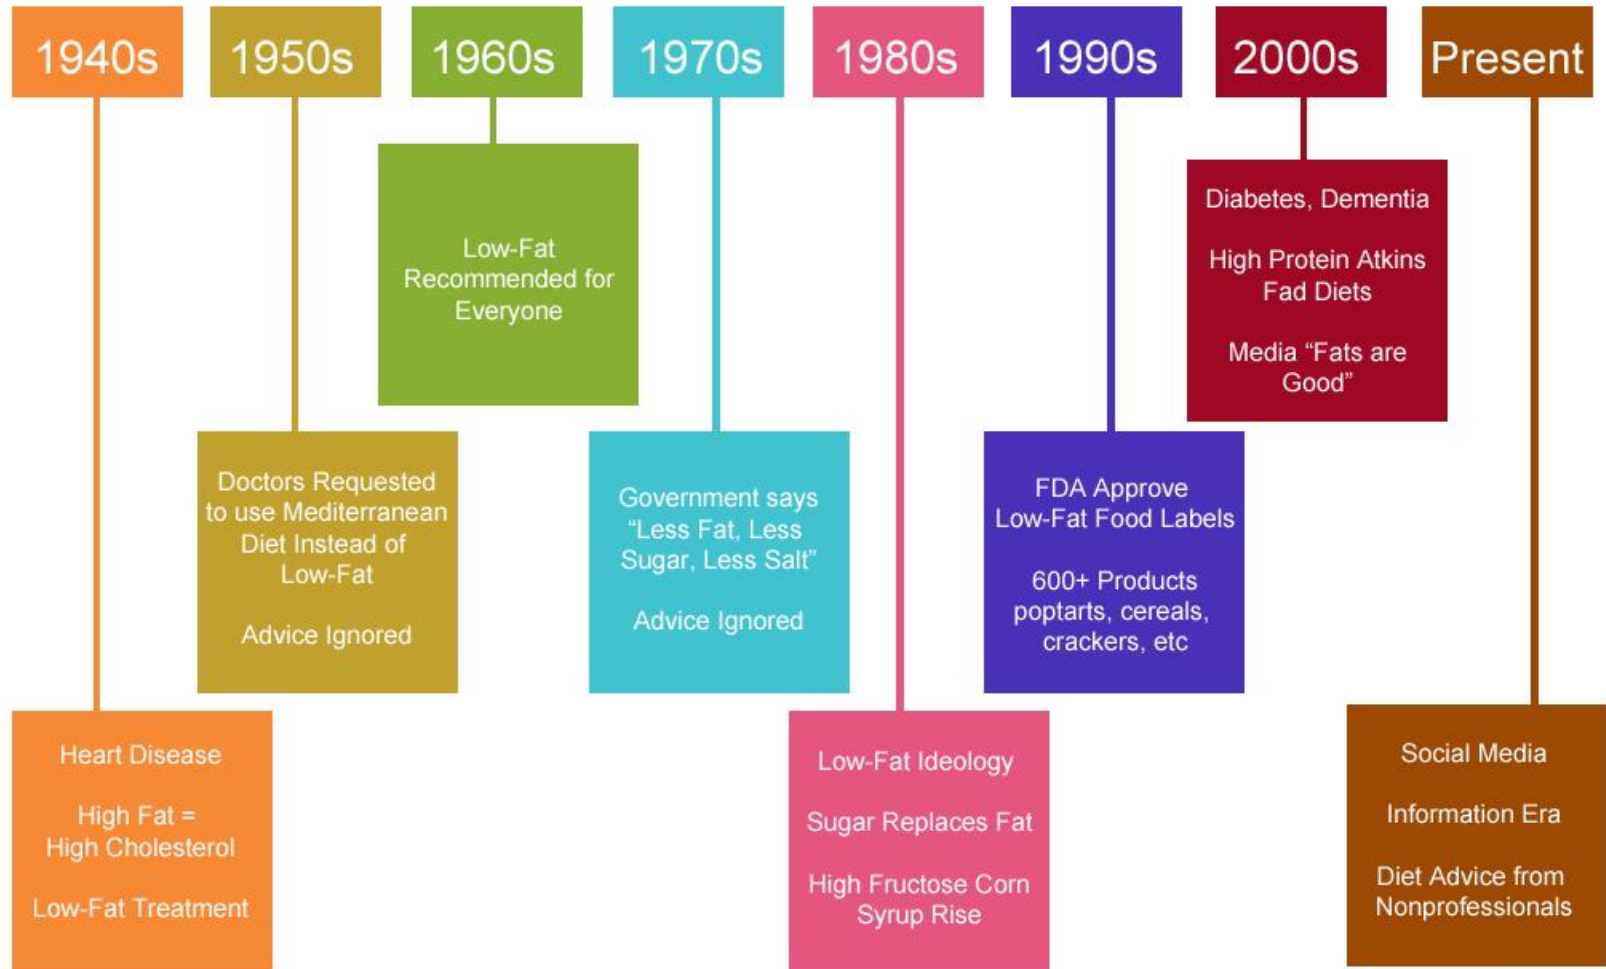 1940s
Heart Disease
High Fat =
High Cholesterol
Low-Fat Treatment
1950s
Doctors Requested
to use Mediterranean
Diet Instead of
Low-Fat
Advice Ignored
1960s
Low-Fat
Recommended for
Everyone
1970s
Government says
“Less Fat, Less
Sugar, Less Salt”
Advice Ignored
1980s
Low-Fat Ideology
Sugar Replaces Fat
High Fructose Corn
Syrup Rise
1990s
FDA Approve
Low-Fat Food Labels
600+ Products
poptarts, cereals,
crackers, etc
2000s
Diabetes, Dementia
High Protein Atkins
Fad Diets
Media “Fats are
Good”
Present
Social Media
Information Era
Diet Advice from
Nonprofessionals